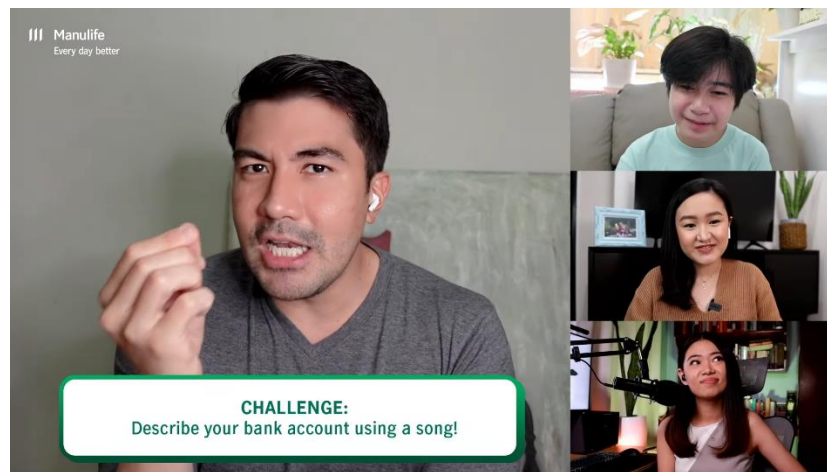 Manulife
Every day better
CHALLENGE:
Describe your bank account using a song!